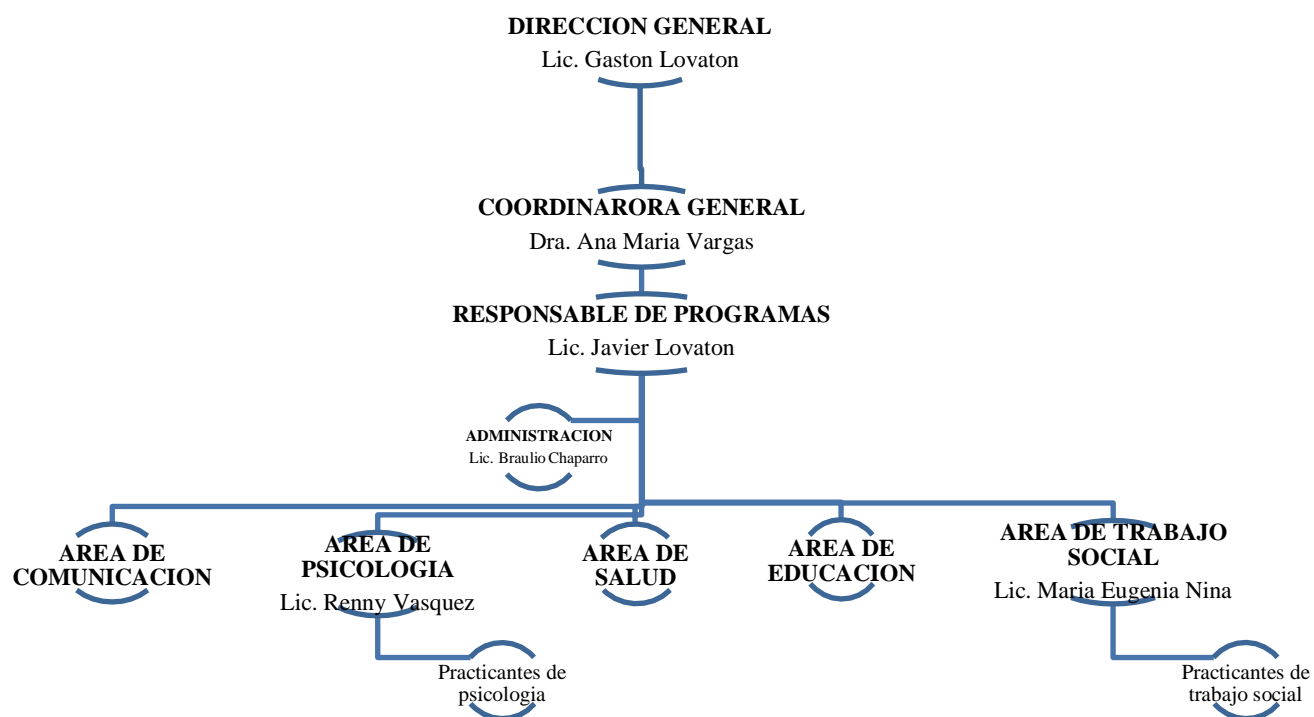 DIRECCION GENERAL
Lic. Gaston Lovaton
COORDINARORA GENERAL
Dra. Ana Maria Vargas
RESPONSABLE DE PROGRAMAS
Lic. Javier Lovaton
ADMINISTRACION
Lic. Braulio Chaparro
AREA DE
COMUNICACION
AREA DE
PSICOLOGIA
Lic. Renny Vasquez
AREA DE
SALUD
AREA DE
EDUCACION
AREA DE TRABAJO
SOCIAL
Lic. Maria Eugenia Nina
Practicantes de
psicologia
Practicantes de
trabajo social